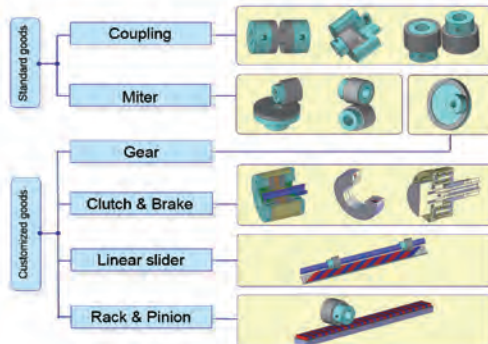 Standard goods
Coupling
Miter
Customized goods
Gear
Clutch & Brake
Linear slider
Rack & Pinion